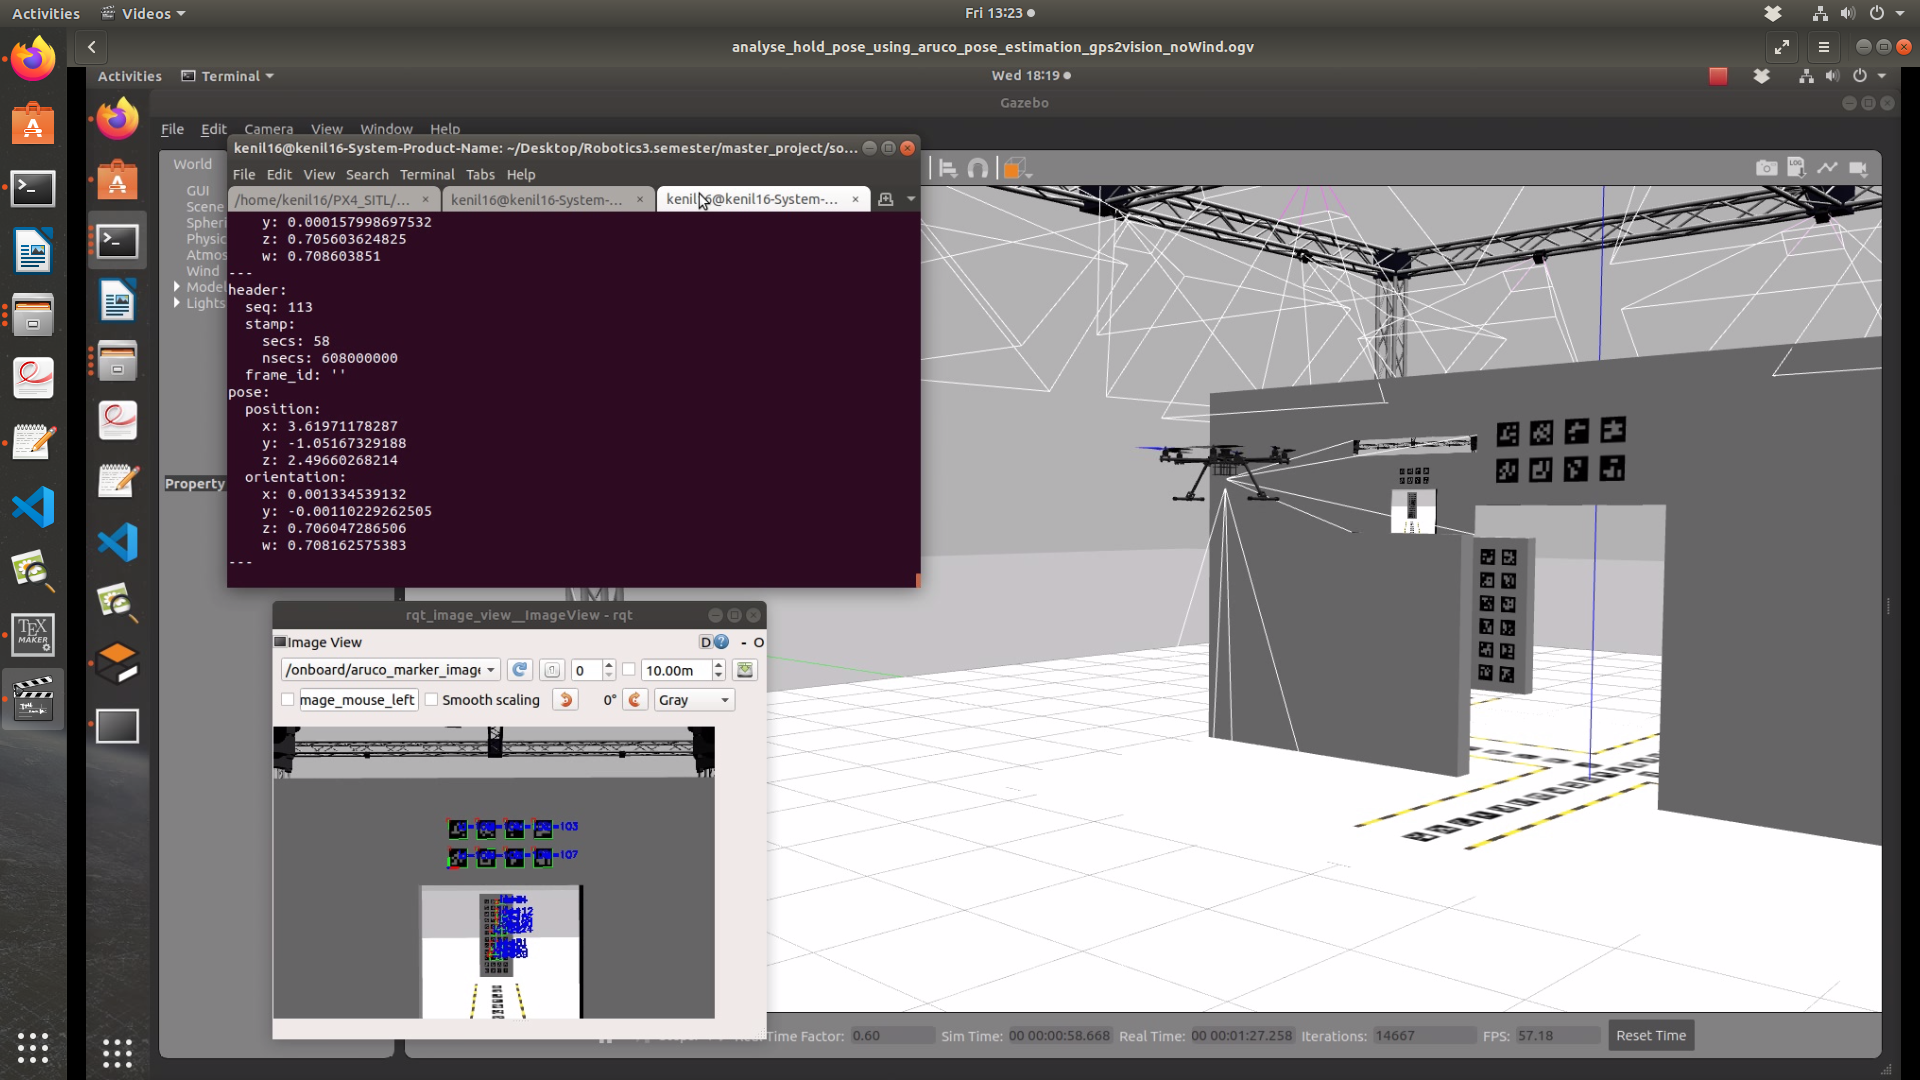 Activities Videos Fri 13:23
analyse_hold_pose_using_aruco_pose_estimation_gps2vision_noWind.ogv
Activities Terminal Wed 18:19
Gazebo
File Edit Camera View Window Help
World
GUI
Scene
Spheri
Physic
Atmos
Wind
Model
Lights
Property
kenil16@kenil16-System-Product-Name: ~/Desktop/Robotics3.semester/master_project/so...
File Edit View Search Terminal Tabs Help
/home/kenil16/PX4_SITL/... × kenil16@kenil16-System-... × kenil16@kenil16-System-... ×
y: 0.000157998697532
z: 0.705603624825
w: 0.708603851
---
header:
seq: 113
stamp:
secs: 58
nsecs: 608000000
frame_id: ''
pose:
position:
x: 3.61971178287
y: -1.05167329188
z: 2.49660268214
orientation:
x: 0.001334539132
y: -0.00110229262505
z: 0.706047286506
w: 0.708162575383
---
LOG
rqt_image_view__ImageView - rqt
Image View D ? - O
/onboard/aruco_marker_image 0 10.00m
mage_mouse_left Smooth scaling 0° Gray
=103
=107
Time Factor: 0.60 Sim Time: 00 00:00:58.668 Real Time: 00 00:01:27.258 Iterations: 14667 FPS: 57.18 Reset Time
TEX
MAKER